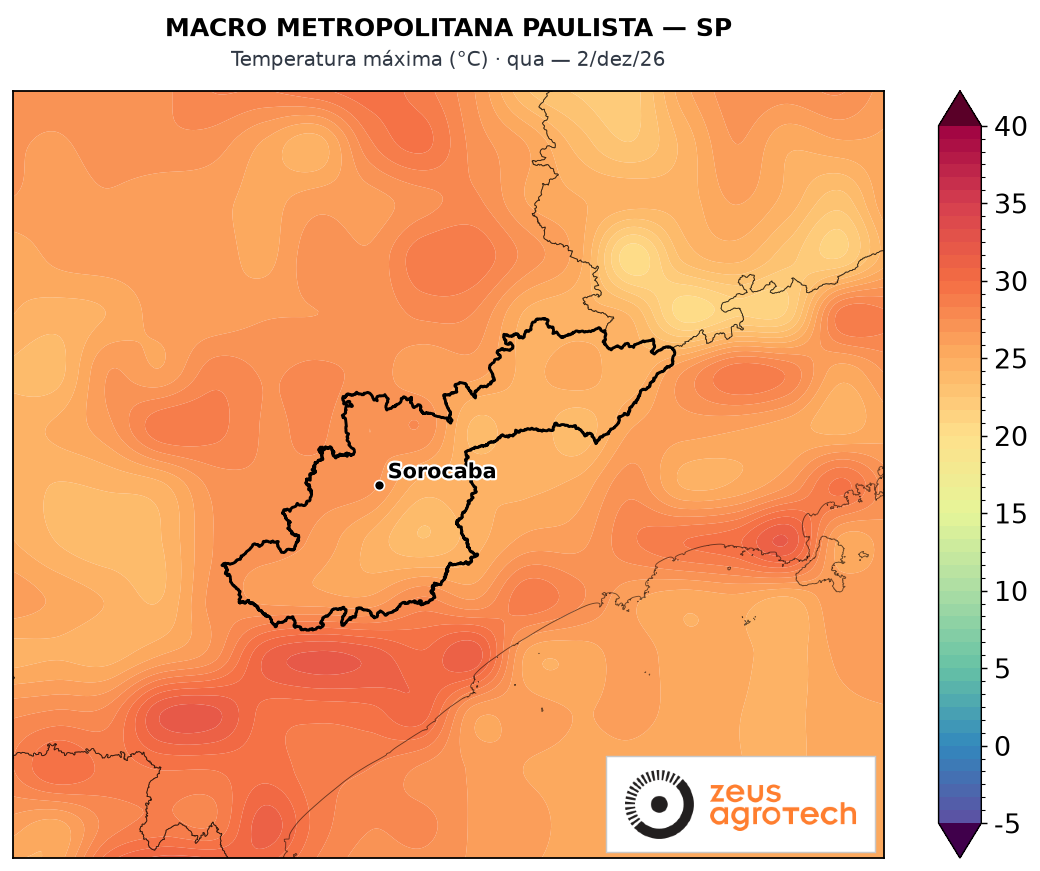 MACRO METROPOLITANA PAULISTA — SP
Temperatura máxima (°C) · qua — 2/dez/26
40
35
30
25
20
15
10
5
0
-5
Sorocaba
zeus
agrotech